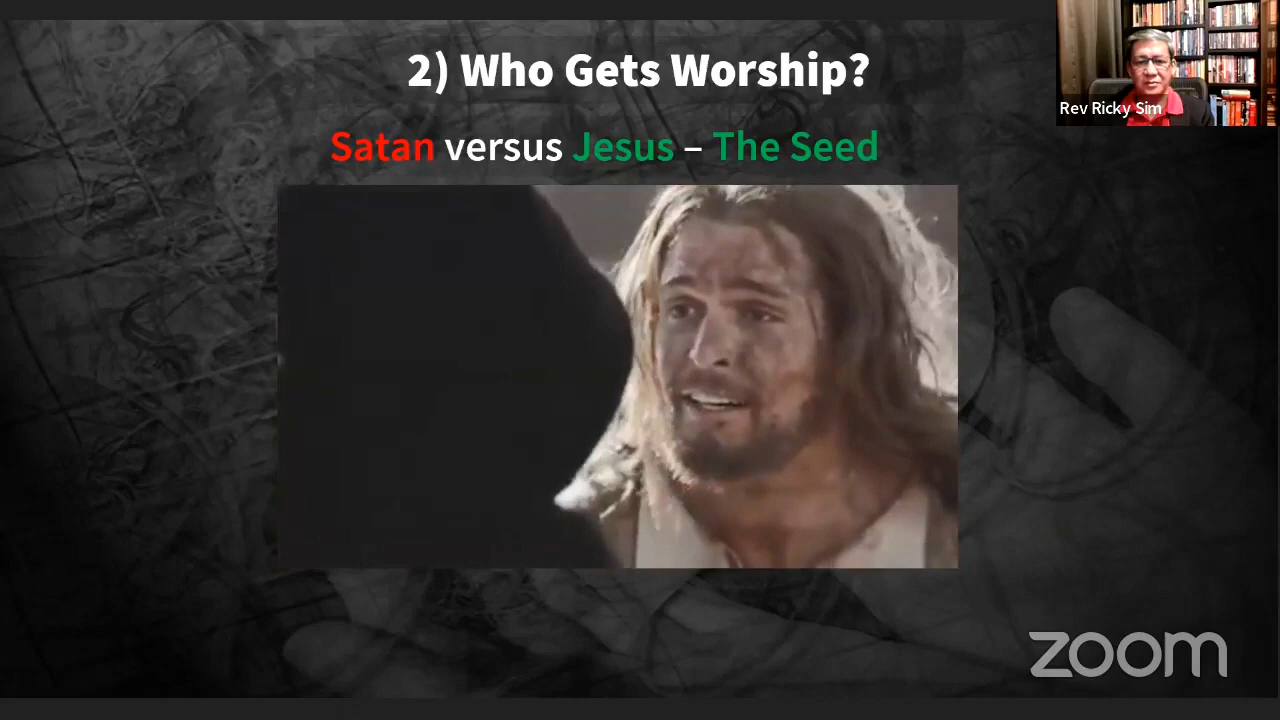 2) Who Gets Worship?
Rev Ricky Sim
Satan versus Jesus – The Seed
zoom